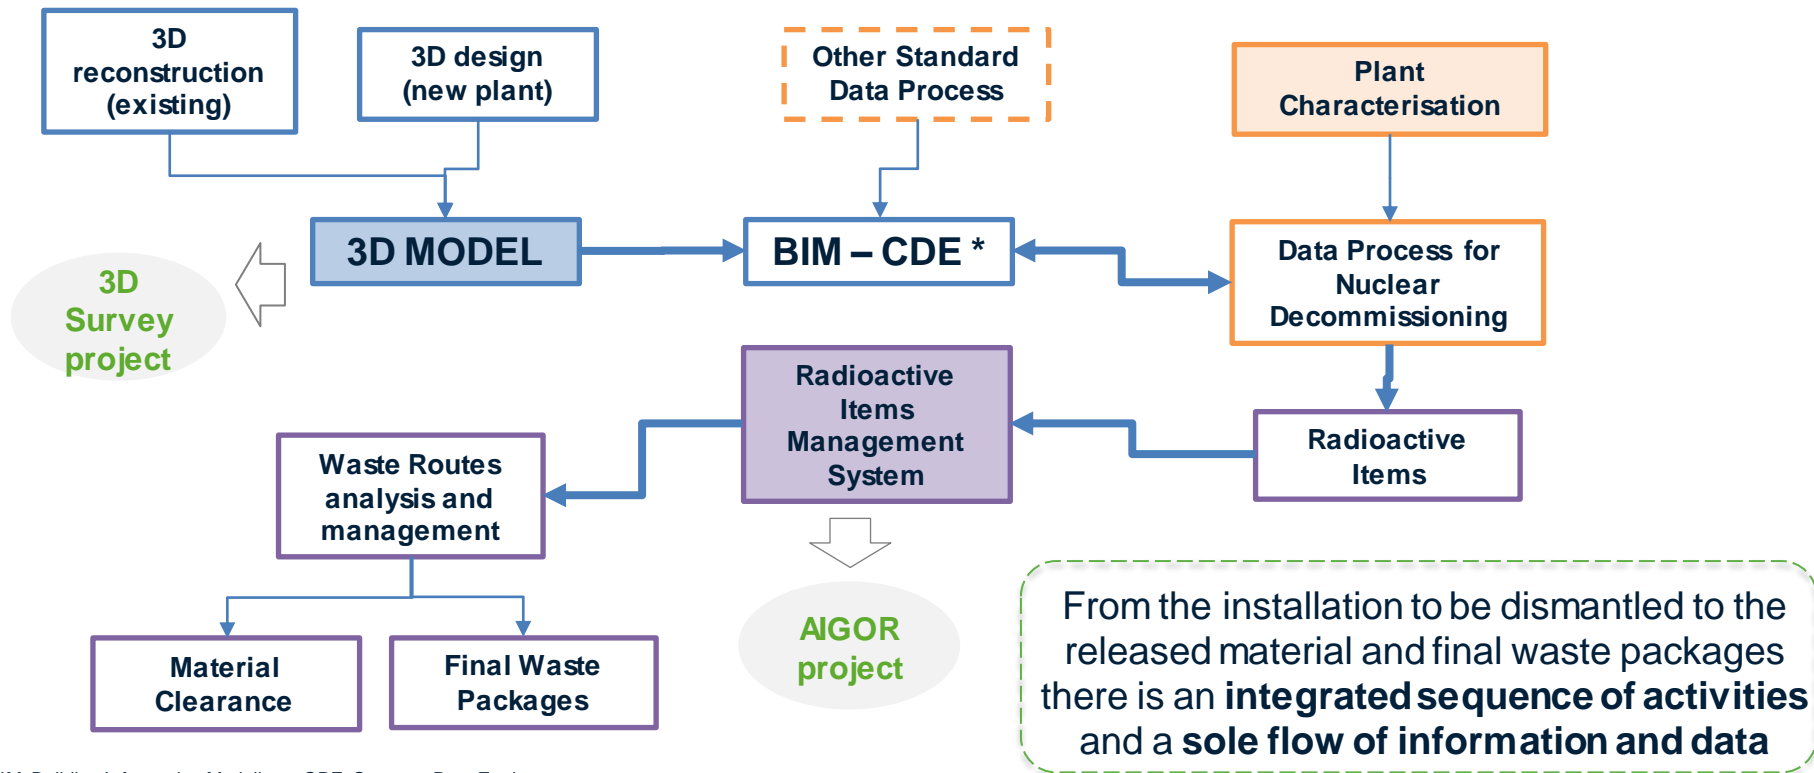 3D
reconstruction
(existing)
3D design
(new plant)
Other Standard
Data Process
Plant
Characterisation
3D MODEL
BIM – CDE *
Data Process for
Nuclear
Decommissioning
3D
Survey
project
Radioactive
Items
Management
System
Radioactive
Items
Waste Routes
analysis and
management
AIGOR
project
Material
Clearance
Final Waste
Packages
From the installation to be dismantled to the
released material and final waste packages
there is an integrated sequence of activities
and a sole flow of information and data